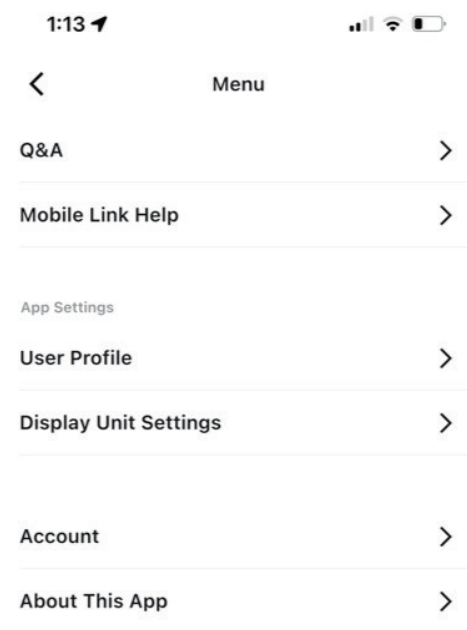 1:13
Menu
Q&A
Mobile Link Help
App Settings
User Profile
Display Unit Settings
Account
About This App